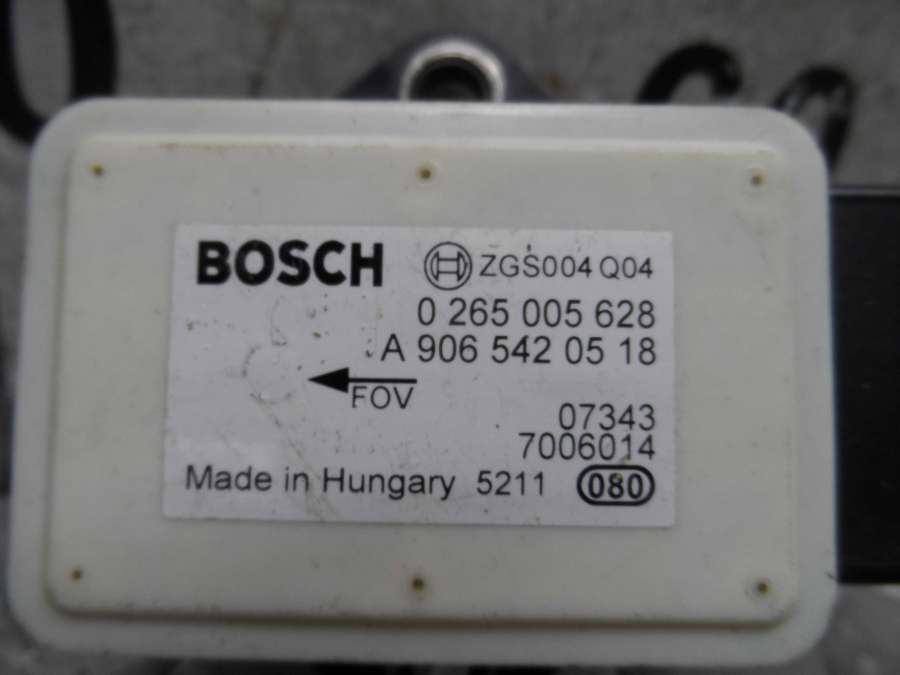 BOSCH ZGS004 Q04
0 265 005 628
A 906 542 05 18
FOV
07343
7006014
Made in Hungary 5211 080